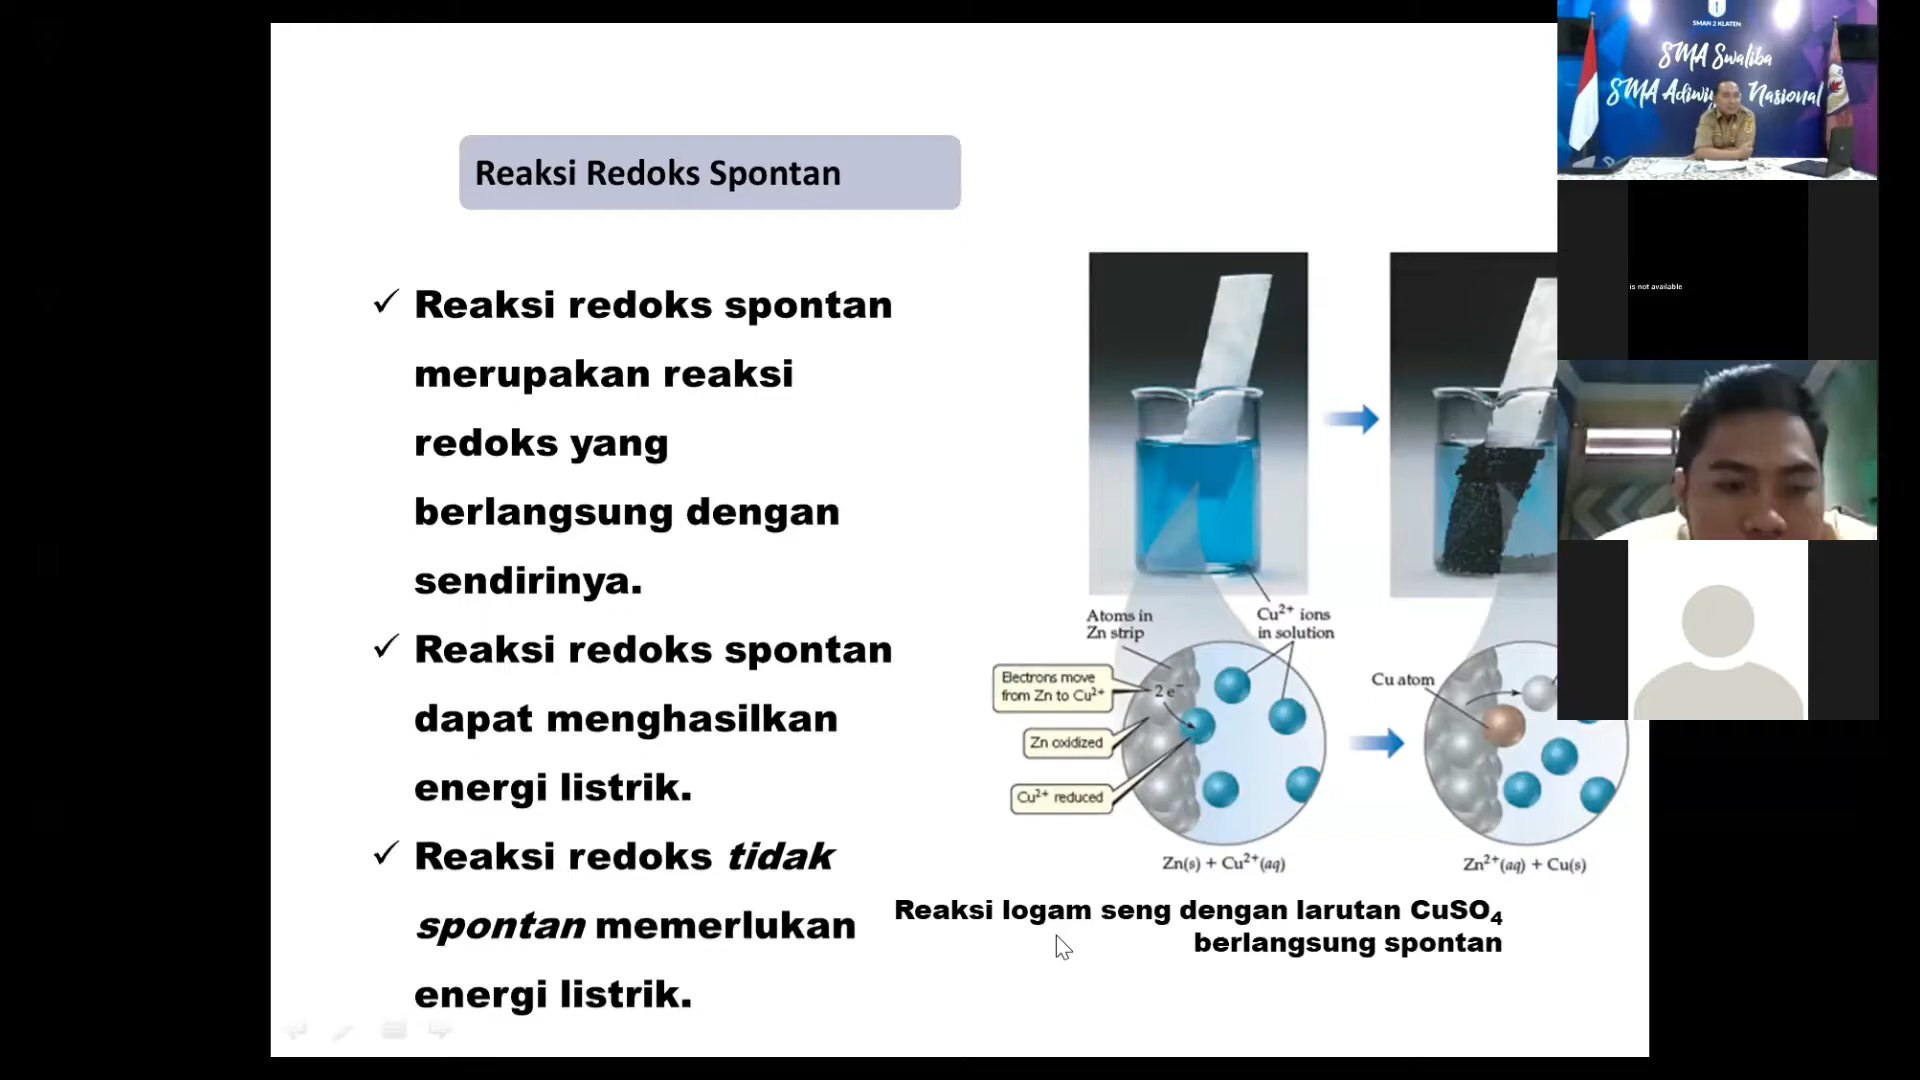 Reaksi Redoks Spontan
✓ Reaksi redoks spontan
merupakan reaksi
redoks yang
berlangsung dengan
sendirinya.
✓ Reaksi redoks spontan
dapat menghasilkan
energi listrik.
✓ Reaksi redoks tidak
spontan memerlukan
energi listrik.
Atoms in
Zn strip
Cu²⁺ ions
in solution
Electrons move
from Zn to Cu²⁺
2 e⁻
Zn oxidized
Cu²⁺ reduced
Zn(s) + Cu²⁺(aq)
Cu atom
Zn²⁺(aq) + Cu(s)
Reaksi logam seng dengan larutan CuSO₄
berlangsung spontan
SMAN 2 KLATEN
SMA Swaliba
SMA Nasional
is not available